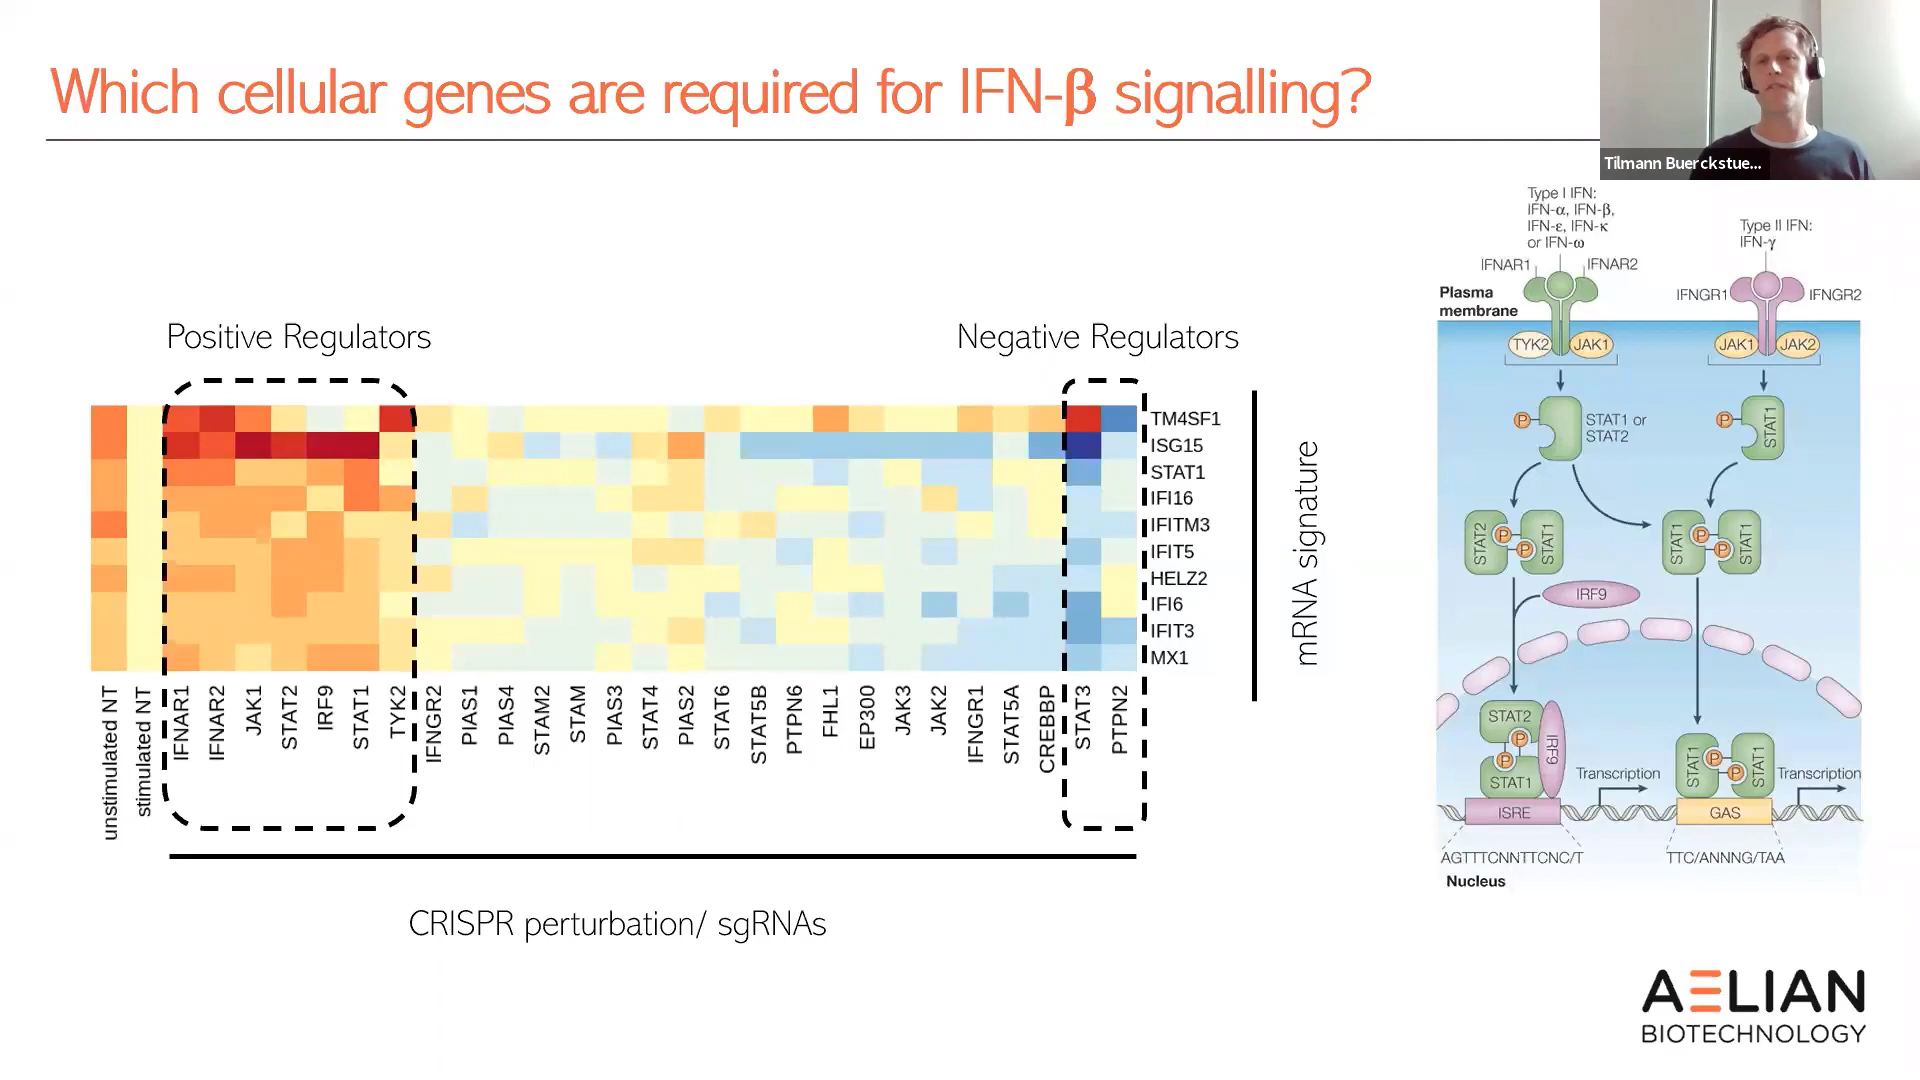 Which cellular genes are required for IFN-β signalling?
Tilmann Buerckstue...
Positive Regulators
Negative Regulators
TM4SF1
ISG15
STAT1
IFI16
IFITM3
IFIT5
HELZ2
IFI6
IFIT3
MX1
mRNA signature
unstimulated NT
stimulated NT
IFNAR1
IFNAR2
JAK1
STAT2
IRF9
STAT1
TYK2
IFNGR2
PIAS1
PIAS4
STAM2
STAM
PIAS3
STAT4
PIAS2
STAT6
STAT5B
PTPN6
FHL1
EP300
JAK3
JAK2
IFNGR1
STAT5A
CREBBP
STAT3
PTPN2
CRISPR perturbation/ sgRNAs
Type I IFN:
IFN-α, IFN-β,
IFN-ε, IFN-κ
or IFN-ω
Type II IFN:
IFN-γ
IFNAR1
IFNAR2
IFNGR1
IFNGR2
Plasma
membrane
TYK2
JAK1
JAK1
JAK2
P
STAT1 or
STAT2
P
STAT1
STAT2
P
P
STAT1
STAT1
P
P
STAT1
IRF9
STAT2
P
P
STAT1
IRF9
ISRE
Transcription
STAT1
P
P
STAT1
GAS
Transcription
AGTTTCNNTTCNC/T
TTC/ANNNG/TAA
Nucleus
AELIAN
BIOTECHNOLOGY